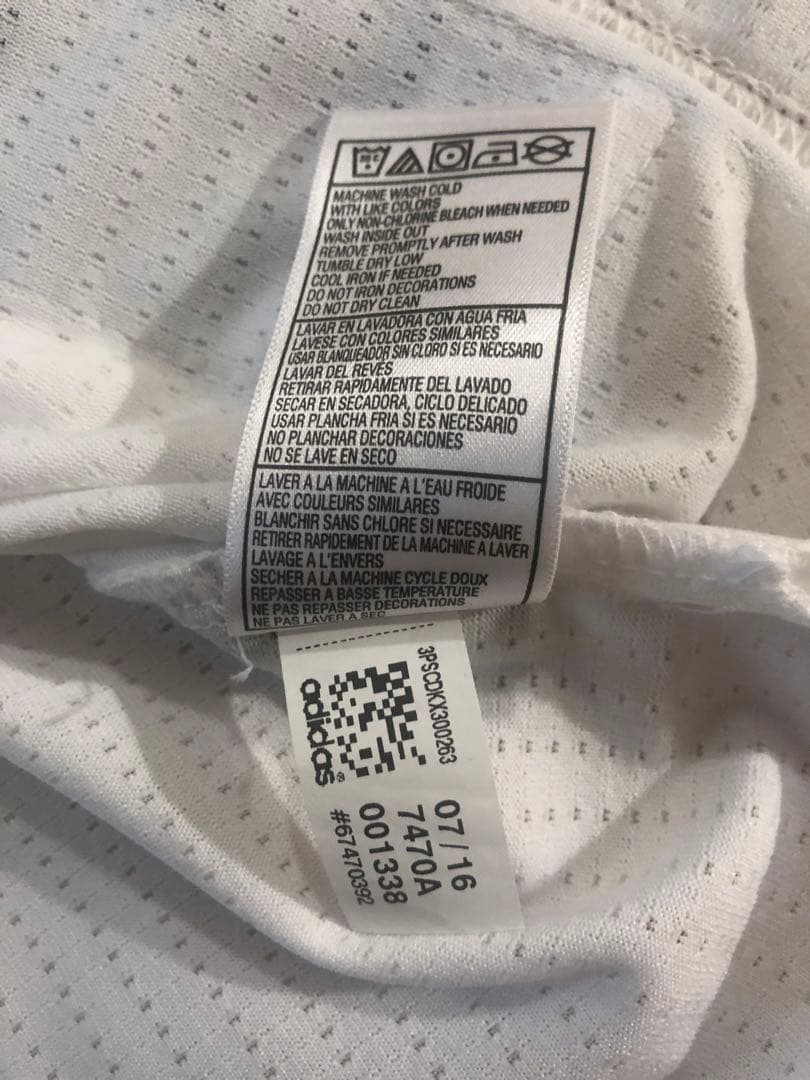 30°C
MACHINE WASH COLD
WITH LIKE COLORS
ONLY NON-CHLORINE BLEACH WHEN NEEDED
WASH INSIDE OUT
REMOVE PROMPTLY AFTER WASH
TUMBLE DRY LOW
COOL IRON IF NEEDED
DO NOT IRON DECORATIONS
DO NOT DRY CLEAN
LAVAR EN LAVADORA CON AGUA FRIA
LAVESE CON COLORES SIMILARES
USAR BLANQUEADOR SIN CLORO SI ES NECESARIO
LAVAR DEL REVES
RETIRAR RAPIDAMENTE DEL LAVADO
SECAR EN SECADORA, CICLO DELICADO
USAR PLANCHA FRIA SI ES NECESARIO
NO PLANCHAR DECORACIONES
NO SE LAVE EN SECO
LAVER A LA MACHINE A L'EAU FROIDE
AVEC COULEURS SIMILAIRES
BLANCHIR SANS CHLORE SI NECESSAIRE
RETIRER RAPIDEMENT DE LA MACHINE A LAVER
LAVAGE A L'ENVERS
SECHER A LA MACHINE CYCLE DOUX
REPASSER A BASSE TEMPERATURE
NE PAS REPASSER DECORATIONS
NE PAS LAVER A SEC
3PSCDKX300263
adidas®
07/16
7470A
001338
#67470392